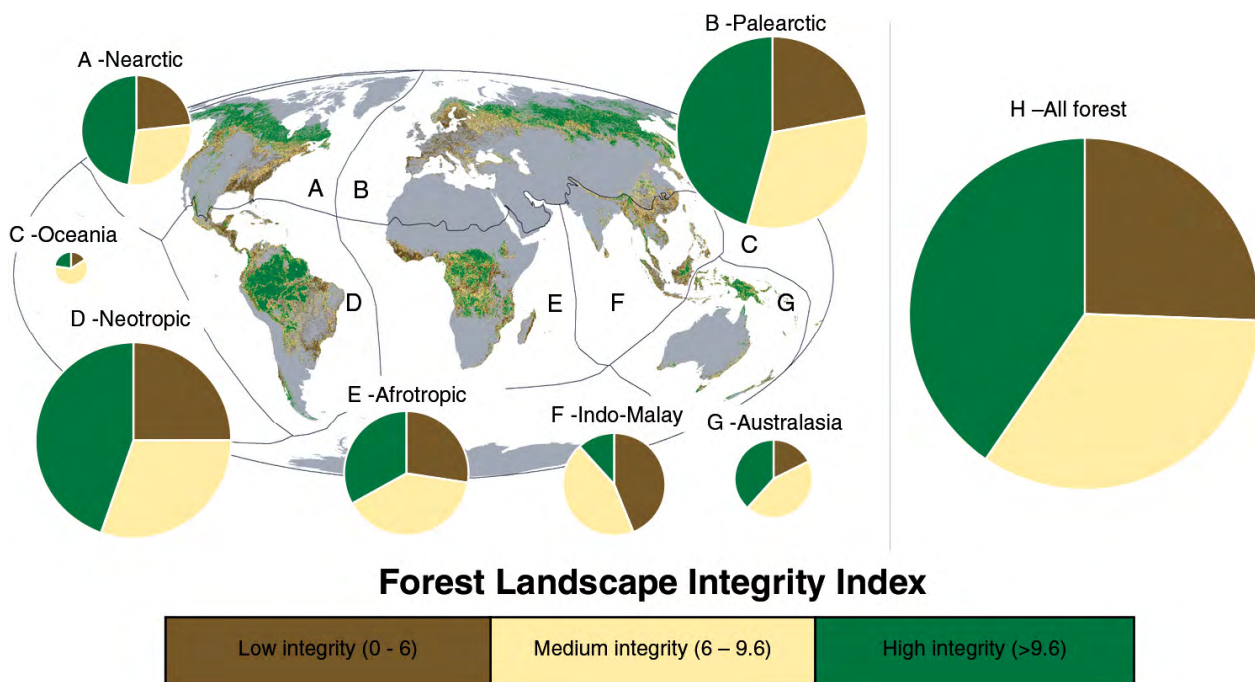 B -Palearctic
A -Nearctic
H –All forest
A
B
C -Oceania
C
D -Neotropic
D
E
F
G
E -Afrotropic
F -Indo-Malay
G -Australasia
Forest Landscape Integrity Index
Low integrity (0 - 6)
Medium integrity (6 – 9.6)
High integrity (>9.6)